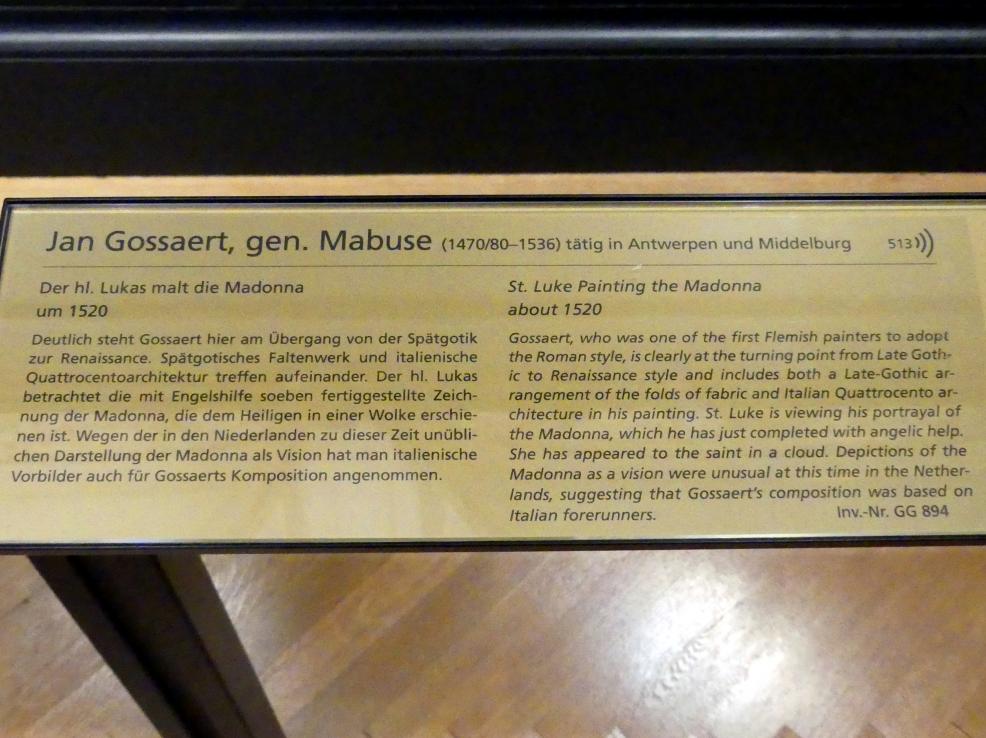 Jan Gossaert, gen. Mabuse (1470/80–1536) tätig in Antwerpen und Middelburg 513
Der hl. Lukas malt die Madonna
um 1520
Deutlich steht Gossaert hier am Übergang von der Spätgotik
zur Renaissance. Spätgotisches Faltenwerk und italienische
Quattrocentoarchitektur treffen aufeinander. Der hl. Lukas
betrachtet die mit Engelshilfe soeben fertiggestellte Zeich-
nung der Madonna, die dem Heiligen in einer Wolke erschie-
nen ist. Wegen der in den Niederlanden zu dieser Zeit unübli-
chen Darstellung der Madonna als Vision hat man italienische
Vorbilder auch für Gossaerts Komposition angenommen.
St. Luke Painting the Madonna
about 1520
Gossaert, who was one of the first Flemish painters to adopt
the Roman style, is clearly at the turning point from Late Goth-
ic to Renaissance style and includes both a Late-Gothic ar-
rangement of the folds of fabric and Italian Quattrocento ar-
chitecture in his painting. St. Luke is viewing his portrayal of
the Madonna, which he has just completed with angelic help.
She has appeared to the saint in a cloud. Depictions of the
Madonna as a vision were unusual at this time in the Nether-
lands, suggesting that Gossaert's composition was based on
Italian forerunners. Inv.-Nr. GG 894